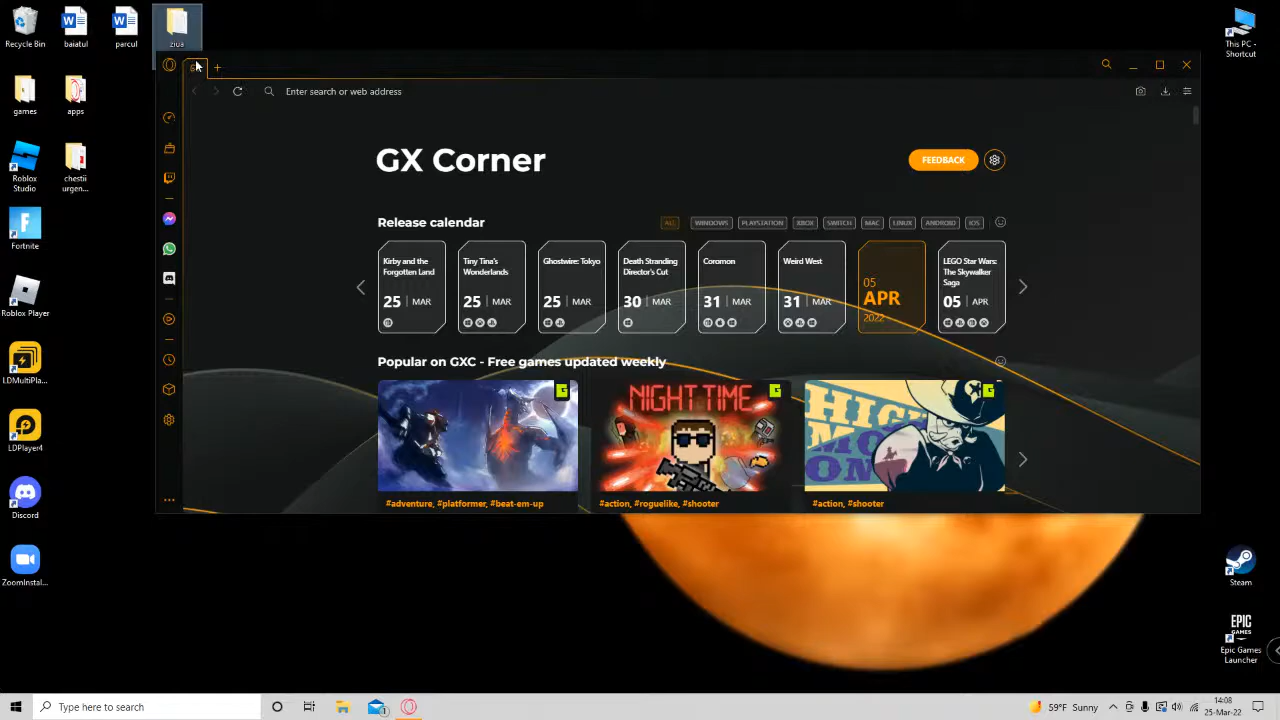 Recycle Bin
baiatul
parcul
ziua
This PC -
Shortcut
games
apps
Enter search or web address
GX Corner
FEEDBACK
Release calendar
ALL
WINDOWS
PLAYSTATION
XBOX
SWITCH
MAC
LINUX
ANDROID
IOS
Roblox
Studio
chestii
urgen...
Kirby and the
Forgotten Land
25 | MAR
Tiny Tina's
Wonderlands
25 | MAR
Ghostwire: Tokyo
25 | MAR
Death Stranding
Director's Cut
30 | MAR
Coromon
31 | MAR
Weird West
31 | MAR
05
APR
2022
LEGO Star Wars:
The Skywalker
Saga
05 | APR
Fortnite
Roblox Player
Popular on GXC - Free games updated weekly
LDMultiPla...
NIGHT TIME
HIGH
MOO
ON
LDPlayer4
#adventure, #platformer, #beat-em-up
#action, #roguelike, #shooter
#action, #shooter
Discord
ZoomInstal...
Steam
EPIC
GAMES
Epic Games
Launcher
Type here to search
1
59°F Sunny
14:08
25-Mar-22